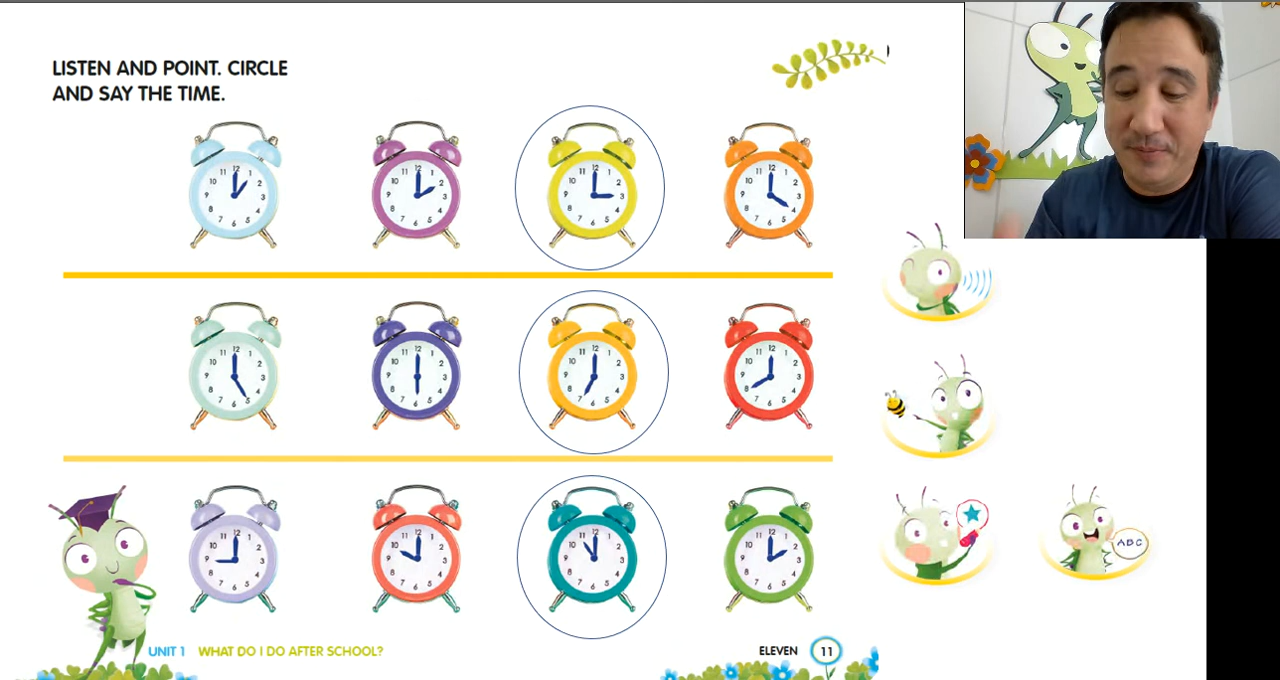 LISTEN AND POINT. CIRCLE
AND SAY THE TIME.
ABC
UNIT 1 WHAT DO I DO AFTER SCHOOL?
ELEVEN 11